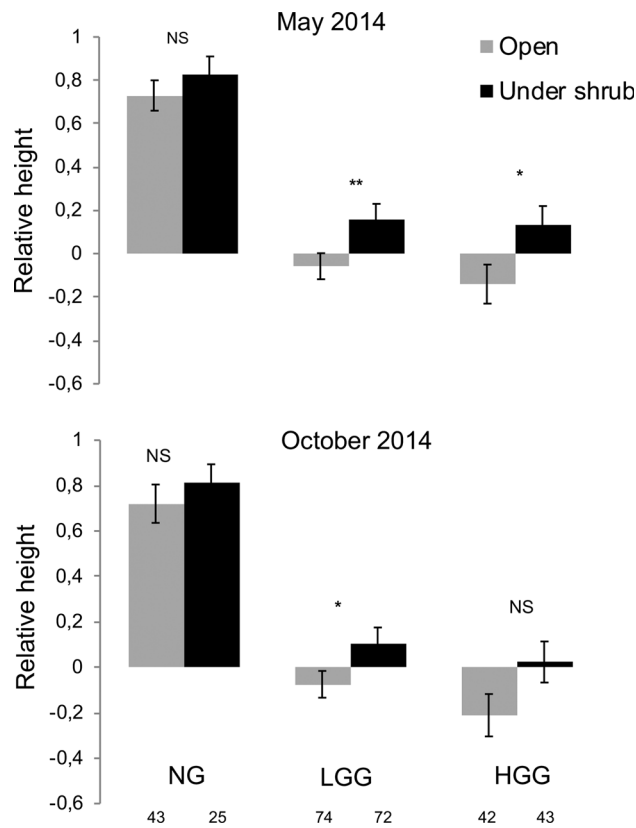 May 2014
Open
Under shrub
NS
**
*
Relative height
1
0,8
0,6
0,4
0,2
0
-0,2
-0,4
-0,6
October 2014
NS
*
NS
Relative height
1
0,8
0,6
0,4
0,2
0
-0,2
-0,4
-0,6
NG LGG HGG
43 25 74 72 42 43